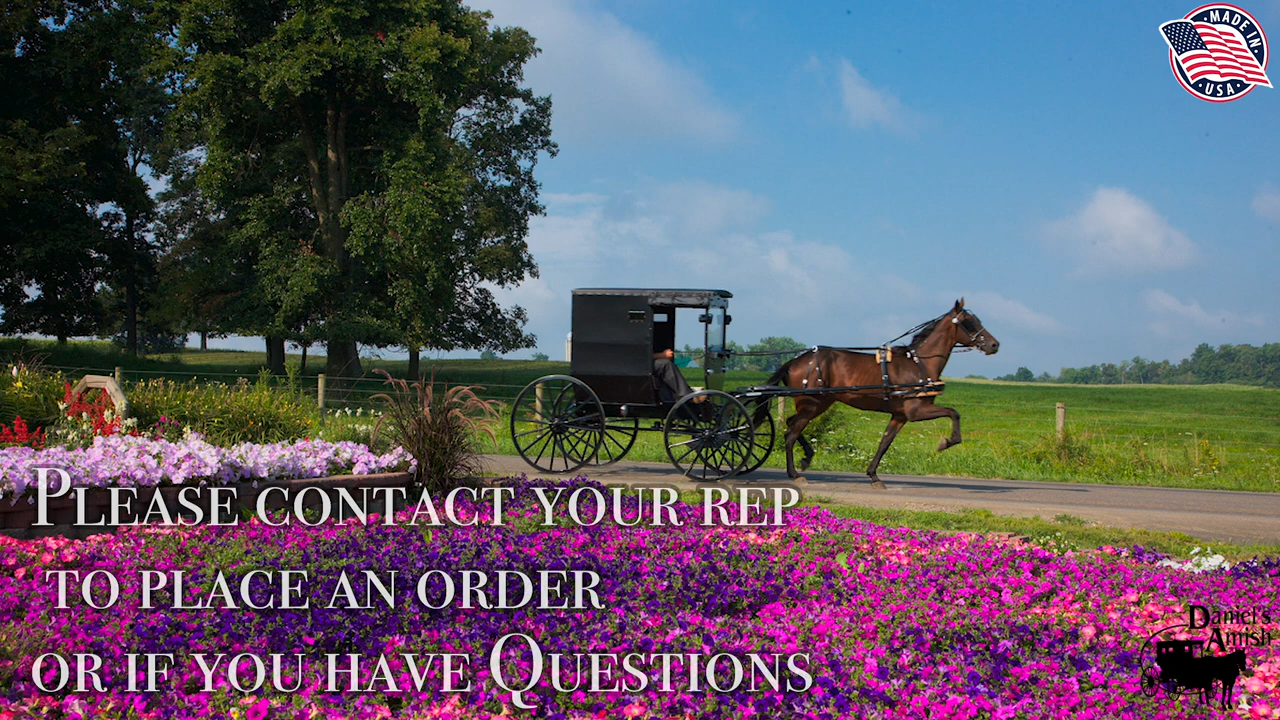 MADE IN
USA
Please contact your rep
to place an order
or if you have Questions
Daniel's
Amish